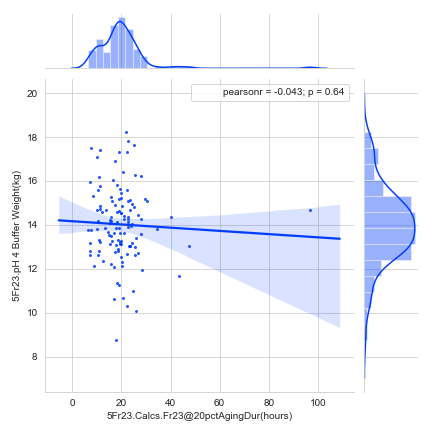 pearsonr = -0.043; p = 0.64
20
18
16
14
12
10
8
5Fr23.pH 4 Buffer Weight(kg)
0 20 40 60 80 100
5Fr23.Calcs.Fr23@20pctAgingDur(hours)